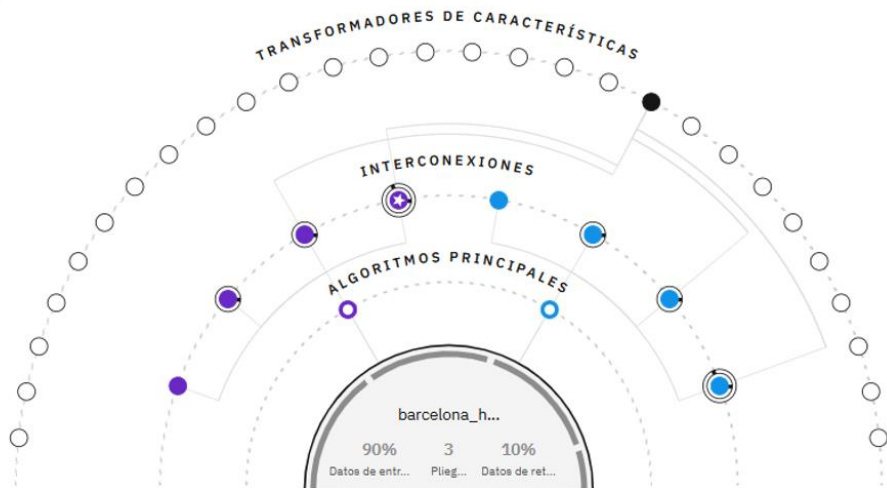 TRANSFORMADORES DE CARACTERÍSTICAS
INTERCONEXIONES
ALGORITMOS PRINCIPALES
barcelona_h...
90% 3 10%
Datos de entr... Plieg... Datos de ret...